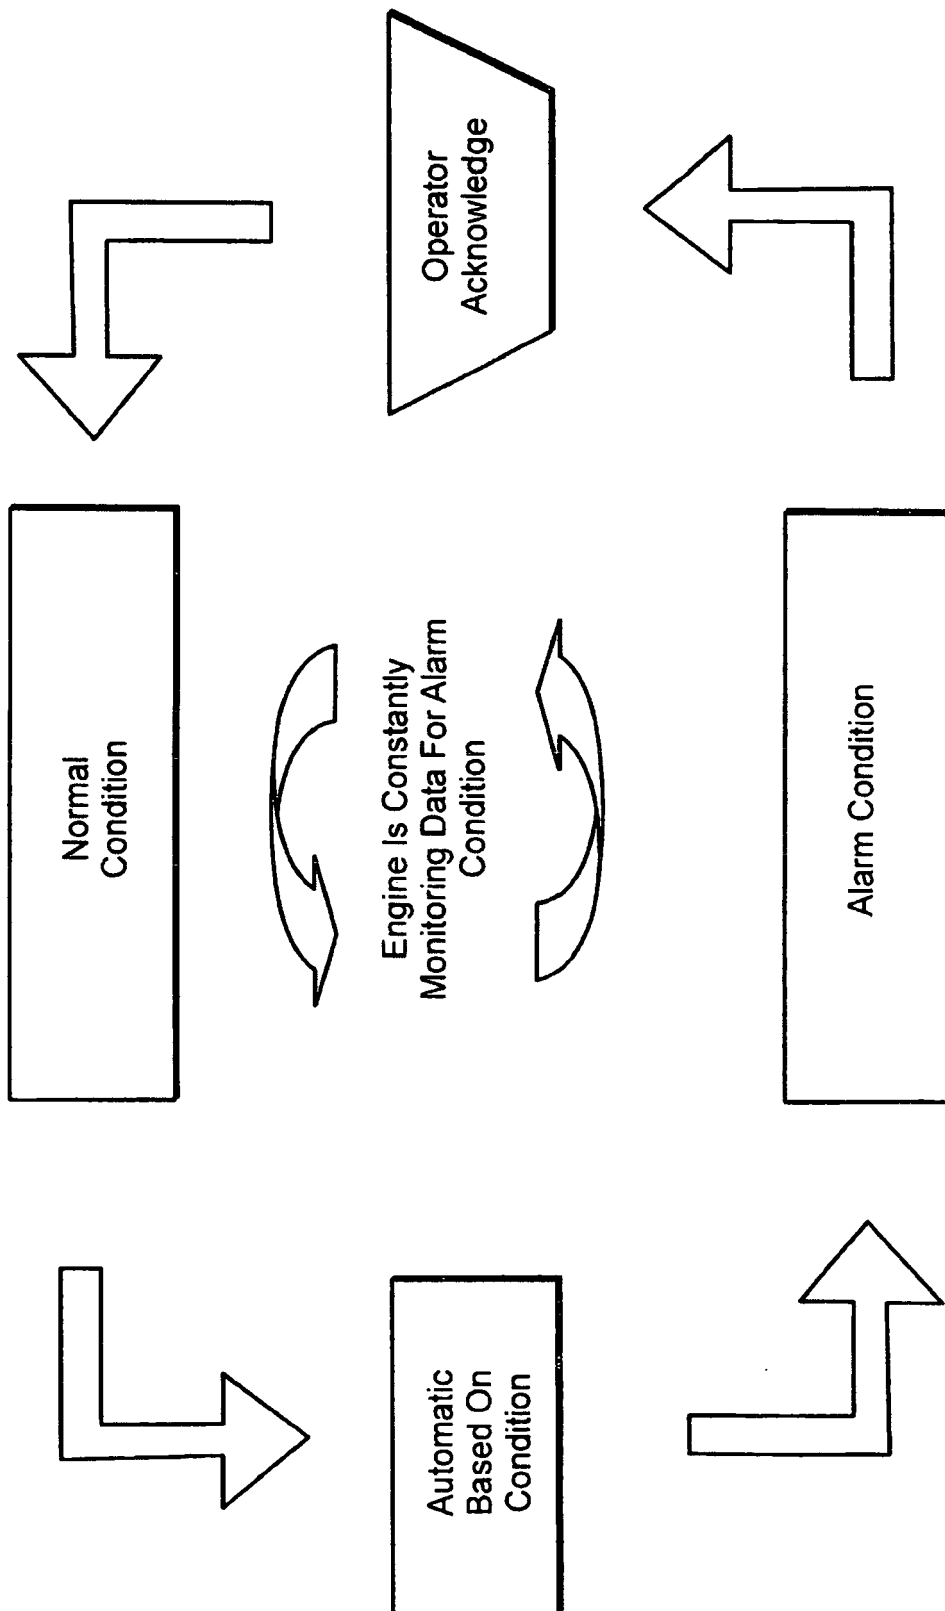 Normal
Condition
Automatic
Based On
Condition
Engine Is Constantly
Monitoring Data For Alarm
Condition
Operator
Acknowledge
Alarm Condition